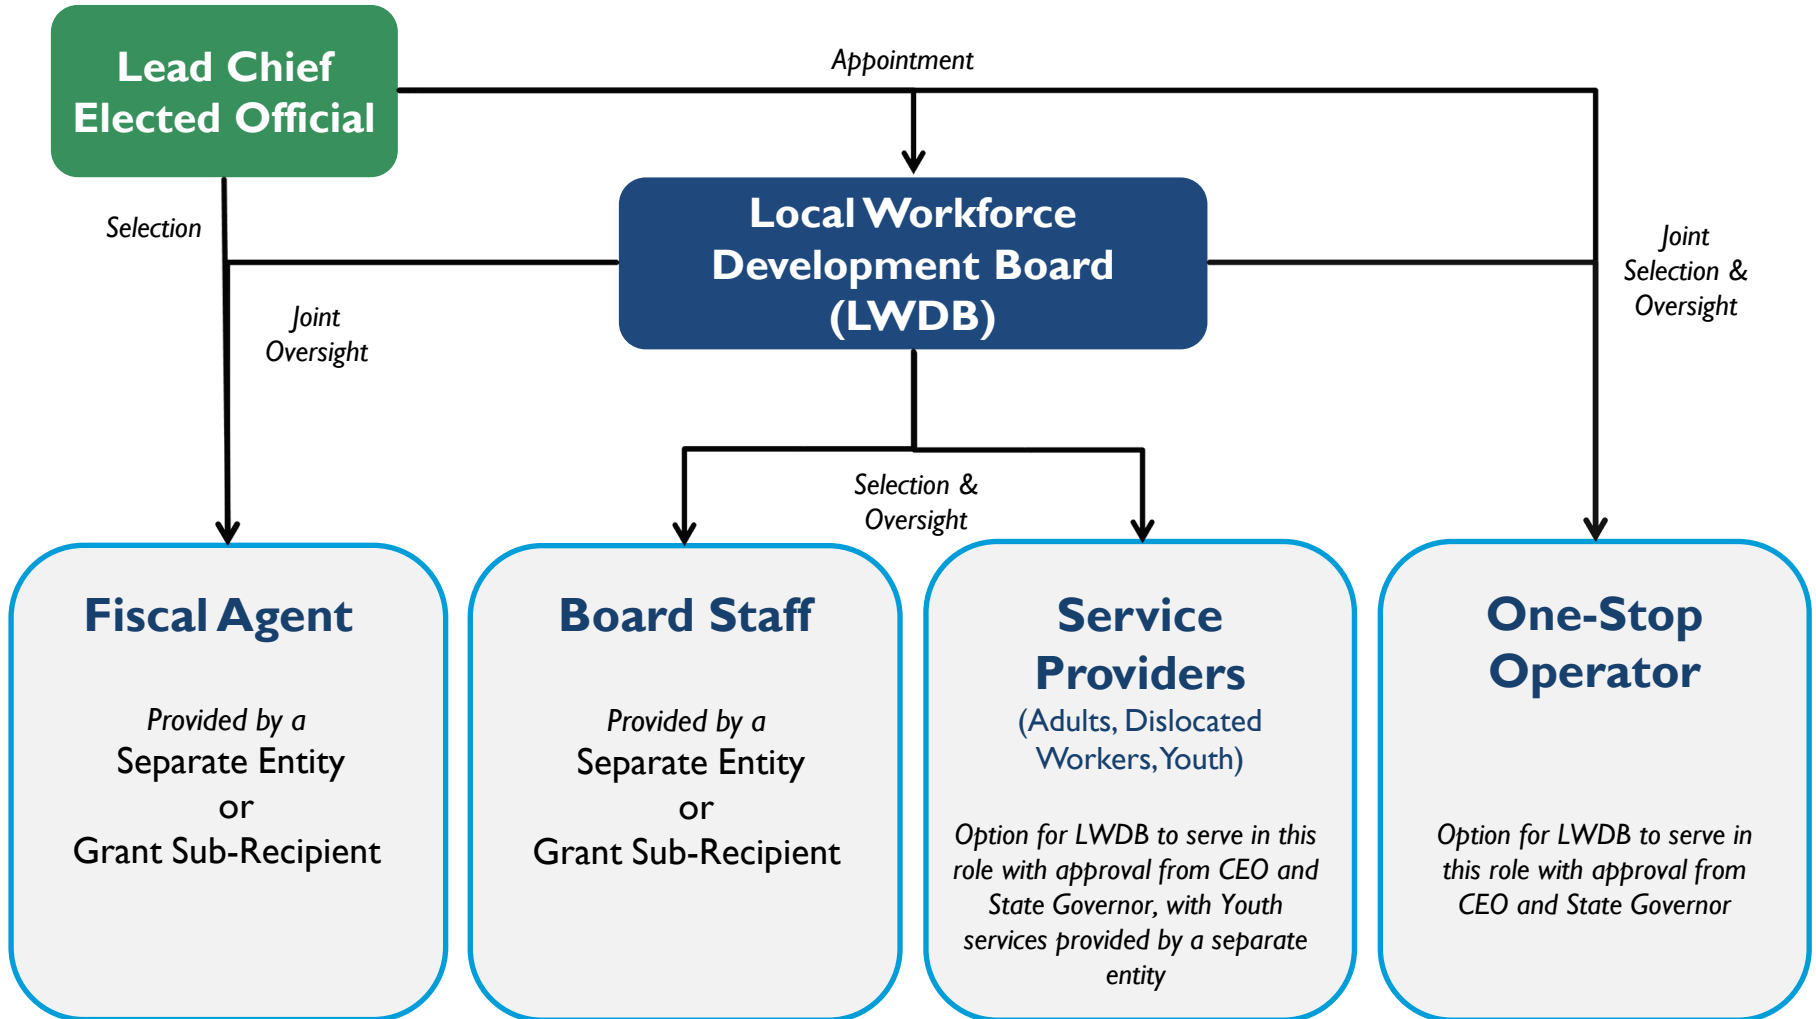 Lead Chief
Elected Official
Appointment
Selection
Local Workforce
Development Board
(LWDB)
Joint
Selection &
Oversight
Joint
Oversight
Selection &
Oversight
Fiscal Agent
Provided by a
Separate Entity
or
Grant Sub-Recipient
Board Staff
Provided by a
Separate Entity
or
Grant Sub-Recipient
Service
Providers
(Adults, Dislocated
Workers, Youth)
Option for LWDB to serve in this
role with approval from CEO and
State Governor, with Youth
services provided by a separate
entity
One-Stop
Operator
Option for LWDB to serve in
this role with approval from
CEO and State Governor